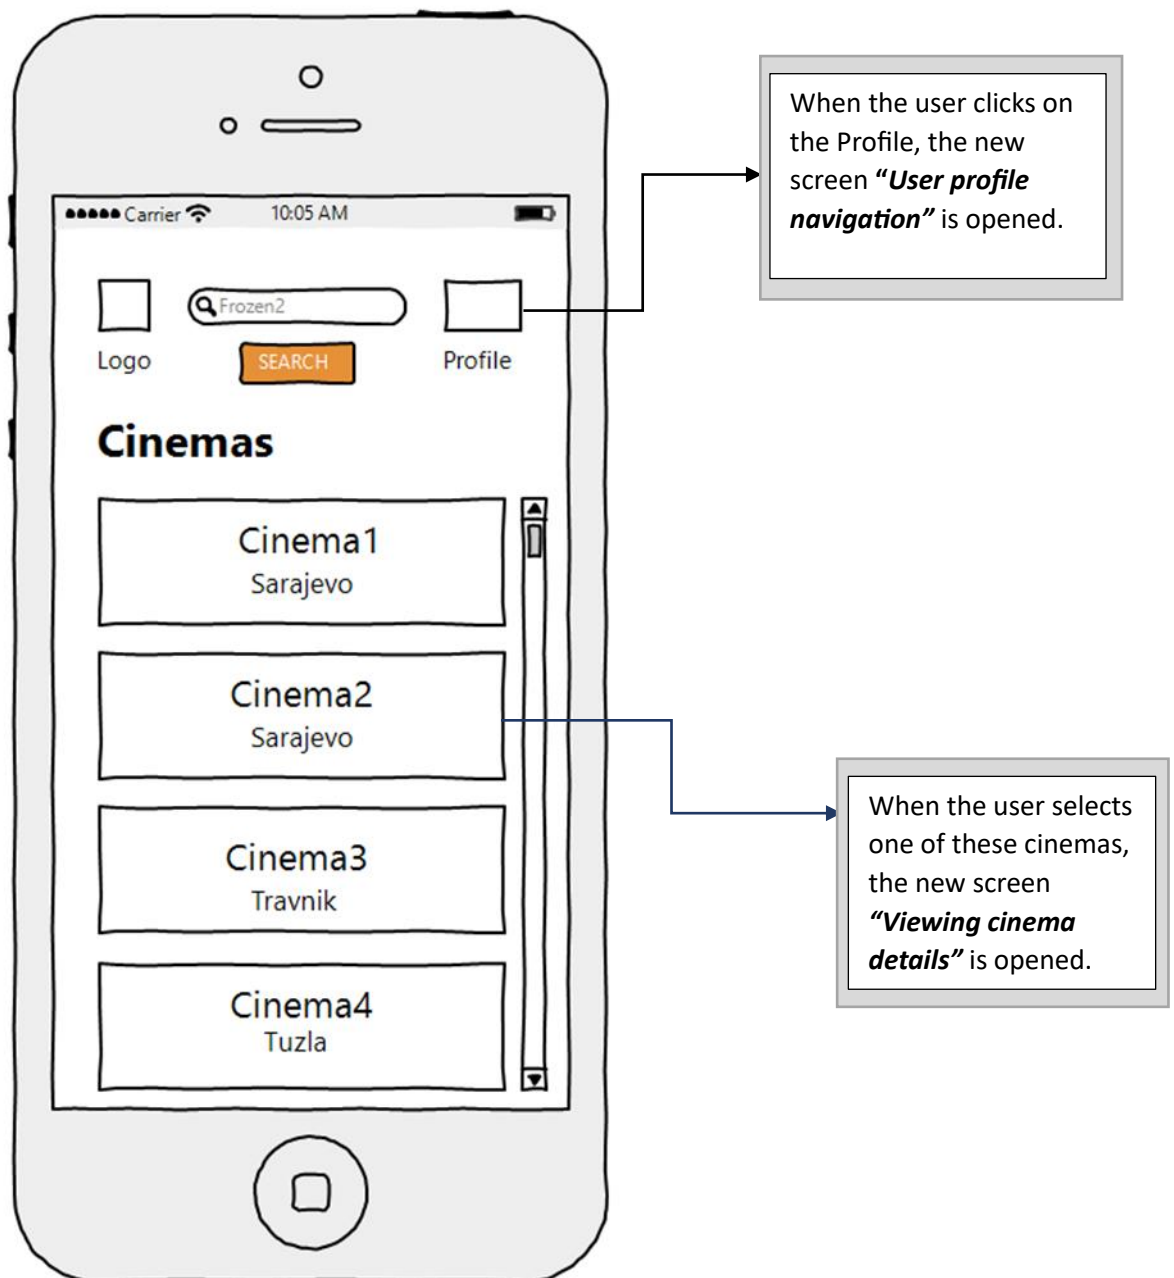 Carrier 10:05 AM
Frozen2
Logo SEARCH Profile
Cinemas
Cinema1
Sarajevo
Cinema2
Sarajevo
Cinema3
Travnik
Cinema4
Tuzla
When the user clicks on
the Profile, the new
screen “User profile
navigation” is opened.
When the user selects
one of these cinemas,
the new screen
“Viewing cinema
details” is opened.